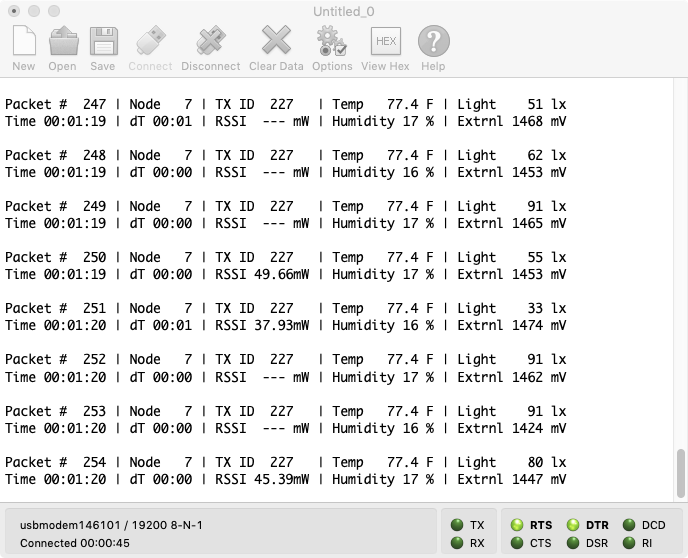 Untitled_0
New Open Save Connect Disconnect Clear Data Options HEX View Hex ? Help
Packet # 247 | Node 7 | TX ID 227 | Temp 77.4 F | Light 51 lx
Time 00:01:19 | dT 00:01 | RSSI --- mW | Humidity 17 % | Extrnl 1468 mV
Packet # 248 | Node 7 | TX ID 227 | Temp 77.4 F | Light 62 lx
Time 00:01:19 | dT 00:00 | RSSI --- mW | Humidity 16 % | Extrnl 1453 mV
Packet # 249 | Node 7 | TX ID 227 | Temp 77.4 F | Light 91 lx
Time 00:01:19 | dT 00:00 | RSSI --- mW | Humidity 17 % | Extrnl 1465 mV
Packet # 250 | Node 7 | TX ID 227 | Temp 77.4 F | Light 55 lx
Time 00:01:19 | dT 00:00 | RSSI 49.66mW | Humidity 17 % | Extrnl 1453 mV
Packet # 251 | Node 7 | TX ID 227 | Temp 77.4 F | Light 33 lx
Time 00:01:20 | dT 00:01 | RSSI 37.93mW | Humidity 16 % | Extrnl 1474 mV
Packet # 252 | Node 7 | TX ID 227 | Temp 77.4 F | Light 91 lx
Time 00:01:20 | dT 00:00 | RSSI --- mW | Humidity 17 % | Extrnl 1462 mV
Packet # 253 | Node 7 | TX ID 227 | Temp 77.4 F | Light 91 lx
Time 00:01:20 | dT 00:00 | RSSI --- mW | Humidity 16 % | Extrnl 1424 mV
Packet # 254 | Node 7 | TX ID 227 | Temp 77.4 F | Light 80 lx
Time 00:01:20 | dT 00:00 | RSSI 45.39mW | Humidity 17 % | Extrnl 1447 mV
usbmodem146101 / 19200 8-N-1 TX RTS DTR DCD
Connected 00:00:45 RX CTS DSR RI